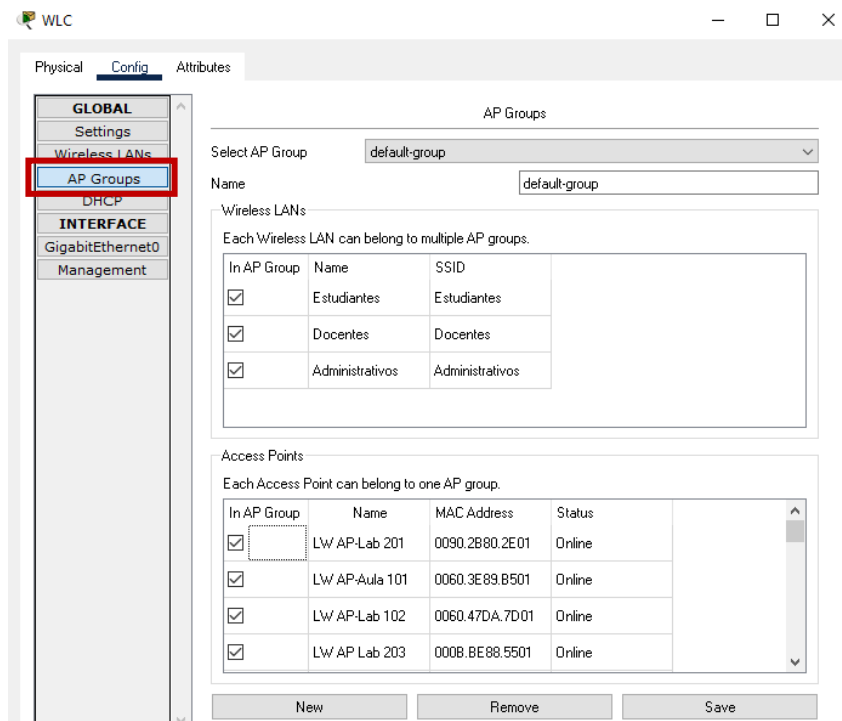 WLC
Physical Config Attributes
GLOBAL
Settings
Wireless LANs
AP Groups
DHCP
INTERFACE
GigabitEthernet0
Management
AP Groups
Select AP Group default-group
Name default-group
Wireless LANs
Each Wireless LAN can belong to multiple AP groups.
In AP Group Name SSID
Estudiantes Estudiantes
Docentes Docentes
Administrativos Administrativos
Access Points
Each Access Point can belong to one AP group.
In AP Group Name MAC Address Status
LW AP-Lab 201 0090.2B80.2E01 Online
LW AP-Aula 101 0060.3E89.B501 Online
LW AP-Lab 102 0060.47DA.7D01 Online
LW AP Lab 203 000B.BE88.5501 Online
New Remove Save